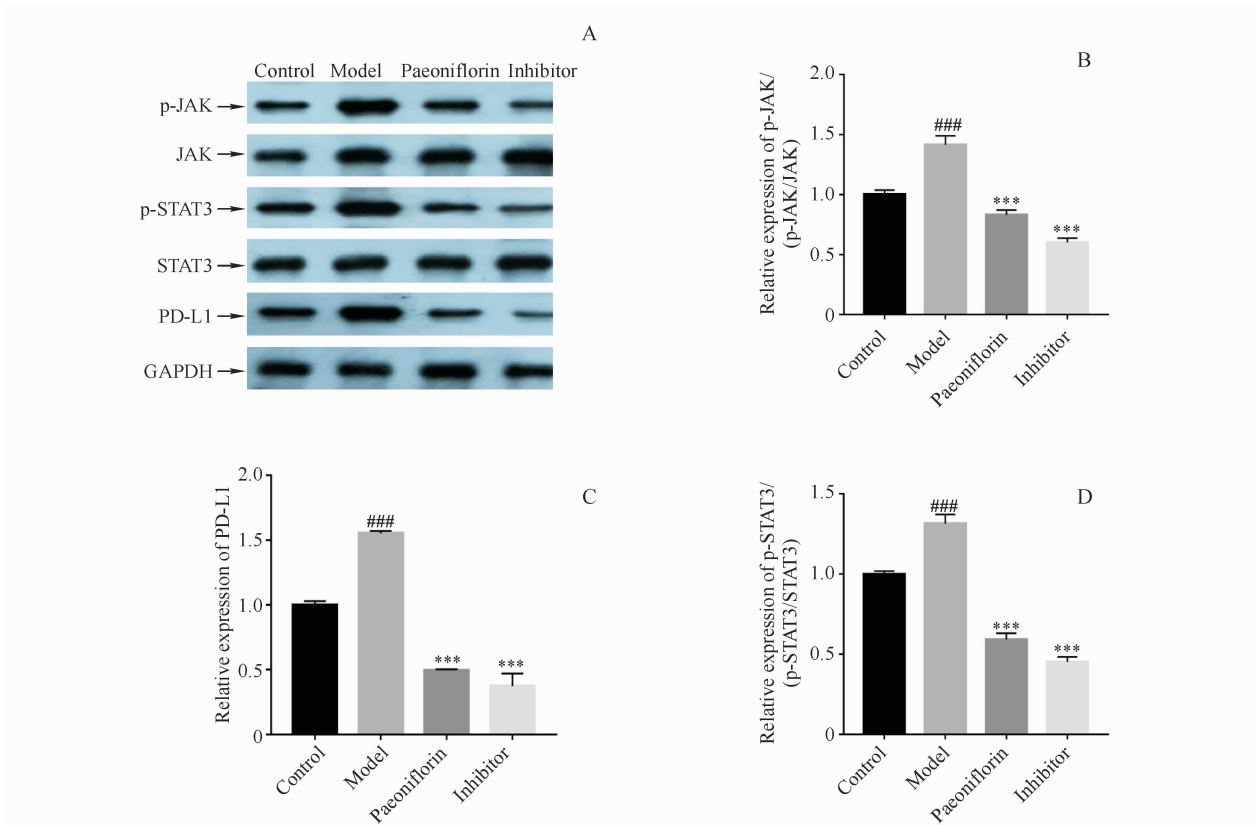 A
Control Model Paeoniflorin Inhibitor
p-JAK
JAK
p-STAT3
STAT3
PD-L1
GAPDH
B
Relative expression of p-JAK/
(p-JAK/JAK)
2.0
1.5
1.0
0.5
0
###
***
***
Control
Model
Paeoniflorin
Inhibitor
C
Relative expression of PD-L1
2.0
1.5
1.0
0.5
0
###
***
***
Control
Model
Paeoniflorin
Inhibitor
D
Relative expression of p-STAT3/
(p-STAT3/STAT3)
1.5
1.0
0.5
0
###
***
***
Control
Model
Paeoniflorin
Inhibitor